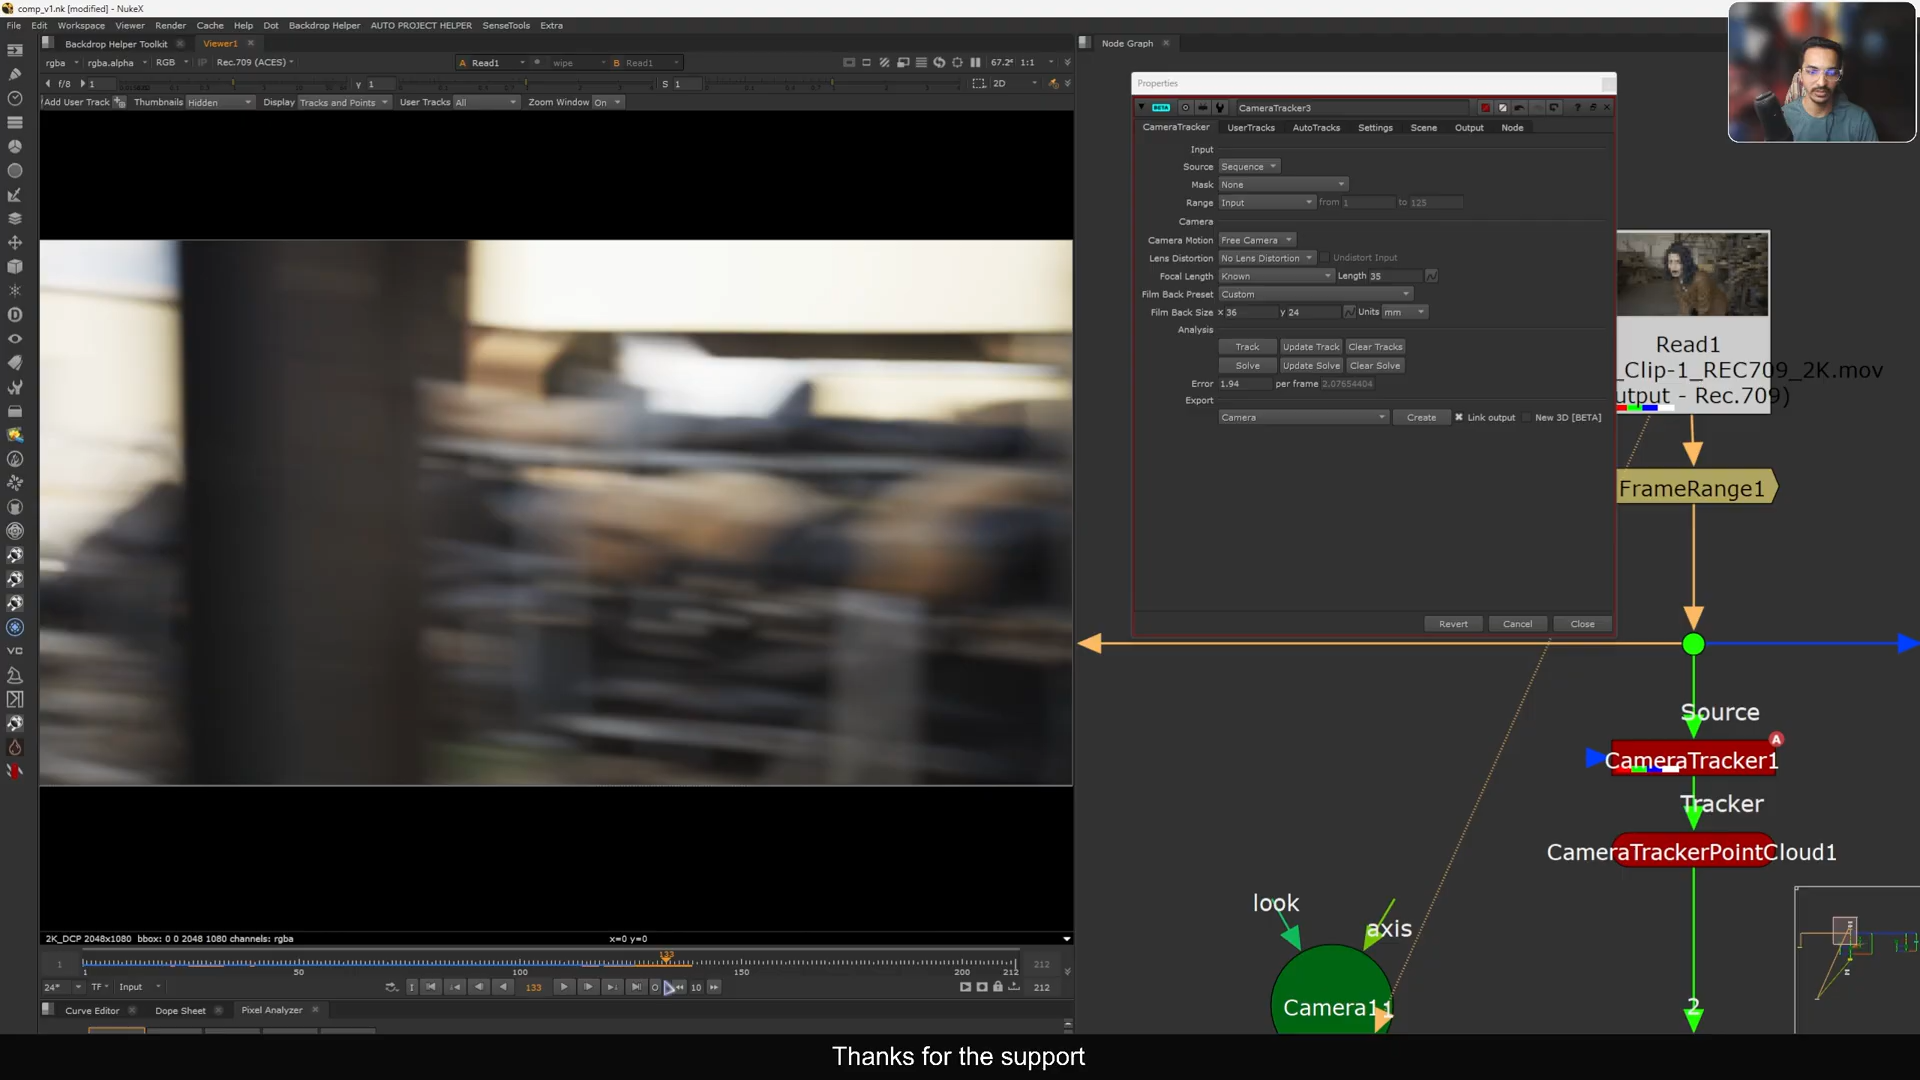 comp_v1.nk [modified] - NukeX
File Edit Workspace Viewer Render Cache Help Dot Backdrop Helper AUTO PROJECT HELPER SenseTools Extra
Backdrop Helper Toolkit Viewer1
Node Graph
rgba rgba.alpha RGB IP Rec.709 (ACES) A Read1 wipe B Read1 67.2 1:1
f/8 1 Y 1 S 1 2D
Add User Track Thumbnails Hidden Display Tracks and Points User Tracks All Zoom Window On
Properties
BETA CameraTracker3
CameraTracker UserTracks AutoTracks Settings Scene Output Node
Input
Source Sequence
Mask None
Range Input from 1 to 125
Camera
Camera Motion Free Camera
Lens Distortion No Lens Distortion Undistort Input
Focal Length Known Length 35
Film Back Preset Custom
Film Back Size x 36 y 24 Units mm
Analysis
Track Update Track Clear Tracks
Solve Update Solve Clear Solve
Error 1.94 per frame 2.07654404
Export
Camera Create Link output New 3D [BETA]
Revert Cancel Close
Read1
_Clip-1_REC709_2K.mov
utput - Rec.709)
FrameRange1
Source
CameraTracker1
A
Tracker
CameraTrackerPointCloud1
look
axis
Camera11
2
2K_DCP 2048x1080 bbox: 0 0 2048 1080 channels: rgba x=0 y=0
1 133 212
1 50 100 150 200 212
24* TF Input I 133 O 10 212
Curve Editor Dope Sheet Pixel Analyzer
Thanks for the support